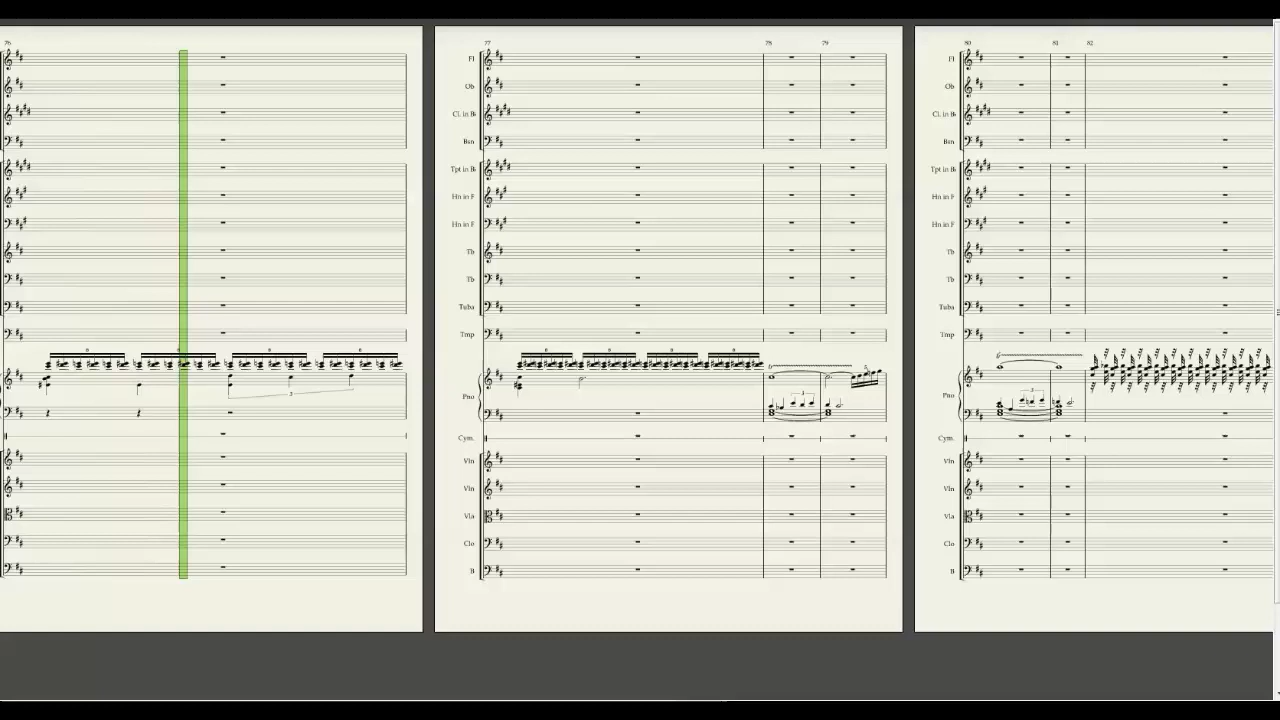 76
77
78
79
80
81
82
Fl
Ob
Cl. in B♭
Bsn
Tpt in B♭
Hn in F
Hn in F
Tb
Tb
Tuba
Tmp
Pno
Cym.
Vln
Vln
Vla
Clo
B
Fl
Ob
Cl. in B♭
Bsn
Tpt in B♭
Hn in F
Hn in F
Tb
Tb
Tuba
Tmp
Pno
Cym.
Vln
Vln
Vla
Clo
B